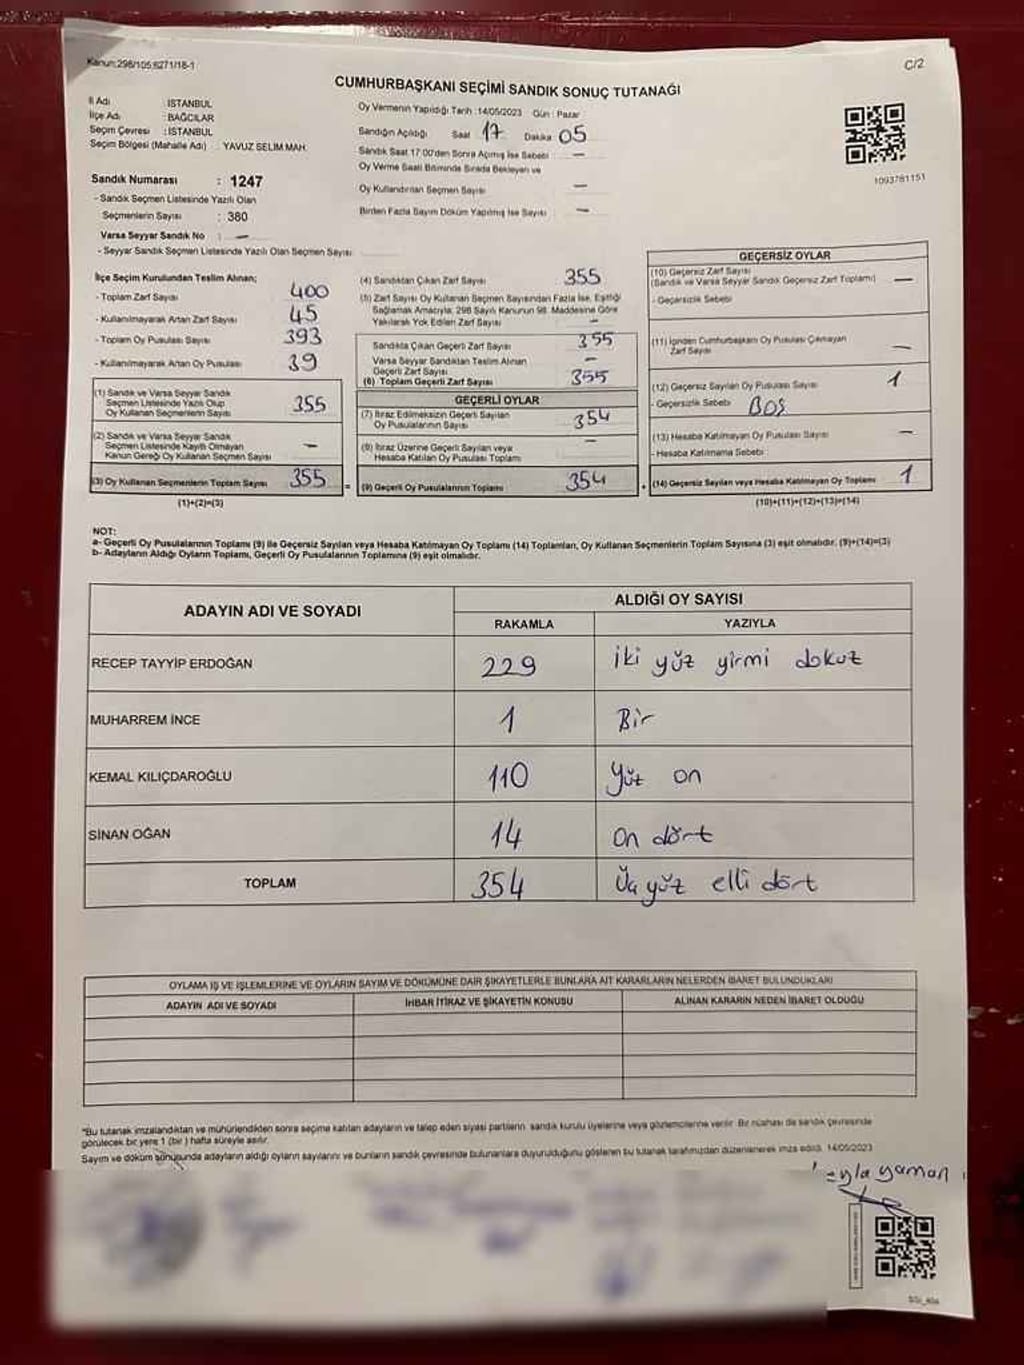 Kanun:298/105;6271/18-1
C/2
CUMHURBAŞKANI SEÇİMİ SANDIK SONUÇ TUTANAĞI
İl Adı : İSTANBUL
İlçe Adı : BAĞCILAR
Seçim Çevresi : İSTANBUL
Seçim Bölgesi (Mahalle Adı) YAVUZ SELİM MAH.
Oy Vermenin Yapıldığı Tarih :14/05/2023 Gün : Pazar
Sandığın Açıldığı Saat 17 Dakika 05
Sandık Saat 17:00'den Sonra Açılmış İse Sebebi : —
Oy Verme Saati Bitiminde Sırada Bekleyen ve
Oy Kullandırılan Seçmen Sayısı —
Birden Fazla Sayım Döküm Yapılmış İse Sayısı : —
1093781151
Sandık Numarası : 1247
- Sandık Seçmen Listesinde Yazılı Olan
Seçmenlerin Sayısı : 380
Varsa Seyyar Sandık No : —
- Seyyar Sandık Seçmen Listesinde Yazılı Olan Seçmen Sayısı :
İlçe Seçim Kurulundan Teslim Alınan;
- Toplam Zarf Sayısı 400
- Kullanılmayarak Artan Zarf Sayısı 45
- Toplam Oy Pusulası Sayısı 393
- Kullanılmayarak Artan Oy Pusulası 39
(1) Sandık ve Varsa Seyyar Sandık
Seçmen Listesinde Yazılı Olup
Oy Kullanan Seçmenlerin Sayısı 355
(2) Sandık ve Varsa Seyyar Sandık
Seçmen Listesinde Kayıtlı Olmayan
Kanun Gereği Oy Kullanan Seçmen Sayısı —
(3) Oy Kullanan Seçmenlerin Toplam Sayısı 355 =
(1)+(2)=(3)
(4) Sandıktan Çıkan Zarf Sayısı 355
(5) Zarf Sayısı Oy Kullanan Seçmen Sayısından Fazla İse, Eşitliği
Sağlamak Amacıyla, 298 Sayılı Kanunun 98. Maddesine Göre
Yakılarak Yok Edilen Zarf Sayısı —
Sandıkta Çıkan Geçerli Zarf Sayısı 355
Varsa Seyyar Sandıktan Teslim Alınan
Geçerli Zarf Sayısı —
(6) Toplam Geçerli Zarf Sayısı 355
GEÇERLİ OYLAR
(7) İtiraz Edilmeksizin Geçerli Sayılan
Oy Pusulalarının Sayısı 354
(8) İtiraz Üzerine Geçerli Sayılan veya
Hesaba Katılan Oy Pusulası Toplamı —
(9) Geçerli Oy Pusulalarının Toplamı 354 +
GEÇERSİZ OYLAR
(10) Geçersiz Zarf Sayısı
(Sandık ve Varsa Seyyar Sandık Geçersiz Zarf Toplamı) —
- Geçersizlik Sebebi
(11) İçinden Cumhurbaşkanı Oy Pusulası Çıkmayan
Zarf Sayısı —
(12) Geçersiz Sayılan Oy Pusulası Sayısı 1
- Geçersizlik Sebebi BOŞ
(13) Hesaba Katılmayan Oy Pusulası Sayısı —
- Hesaba Katılmama Sebebi :
(14) Geçersiz Sayılan veya Hesaba Katılmayan Oy Toplamı 1
(10)+(11)+(12)+(13)=(14)
NOT:
a- Geçerli Oy Pusulalarının Toplamı (9) ile Geçersiz Sayılan veya Hesaba Katılmayan Oy Toplamı (14) Toplamları, Oy Kullanan Seçmenlerin Toplam Sayısına (3) eşit olmalıdır. (9)+(14)=(3)
b- Adayların Aldığı Oyların Toplamı, Geçerli Oy Pusulalarının Toplamına (9) eşit olmalıdır.
ADAYIN ADI VE SOYADI
ALDIĞI OY SAYISI
RAKAMLA YAZIYLA
RECEP TAYYİP ERDOĞAN 229 iki yüz yirmi dokuz
MUHARREM İNCE 1 Bir
KEMAL KILIÇDAROĞLU 110 Yüz on
SİNAN OĞAN 14 On dört
TOPLAM 354 Üç yüz elli dört
OYLAMA İŞ VE İŞLEMLERİNE VE OYLARIN SAYIM VE DÖKÜMÜNE DAİR ŞİKAYETLERLE BUNLARA AİT KARARLARIN NELERDEN İBARET BULUNDUKLARI
ADAYIN ADI VE SOYADI İHBAR İTİRAZ VE ŞİKAYETİN KONUSU ALINAN KARARIN NEDEN İBARET OLDUĞU
*Bu tutanak imzalandıktan ve mühürlendikten sonra seçime katılan adayların ve talep eden siyasi partilerin sandık kurulu üyelerine veya gözlemcilerine verilir. Bir nüshası da sandık çevresinde
görülecek bir yere 1 (bir) hafta süreyle asılır.
Sayım ve döküm sonucunda adayların aldığı oyların sayılarını ve bunların sandık çevresinde bulunanlara duyurulduğunu gösteren bu tutanak tarafımızdan düzenlenerek imza edildi. 14/05/2023
yaman